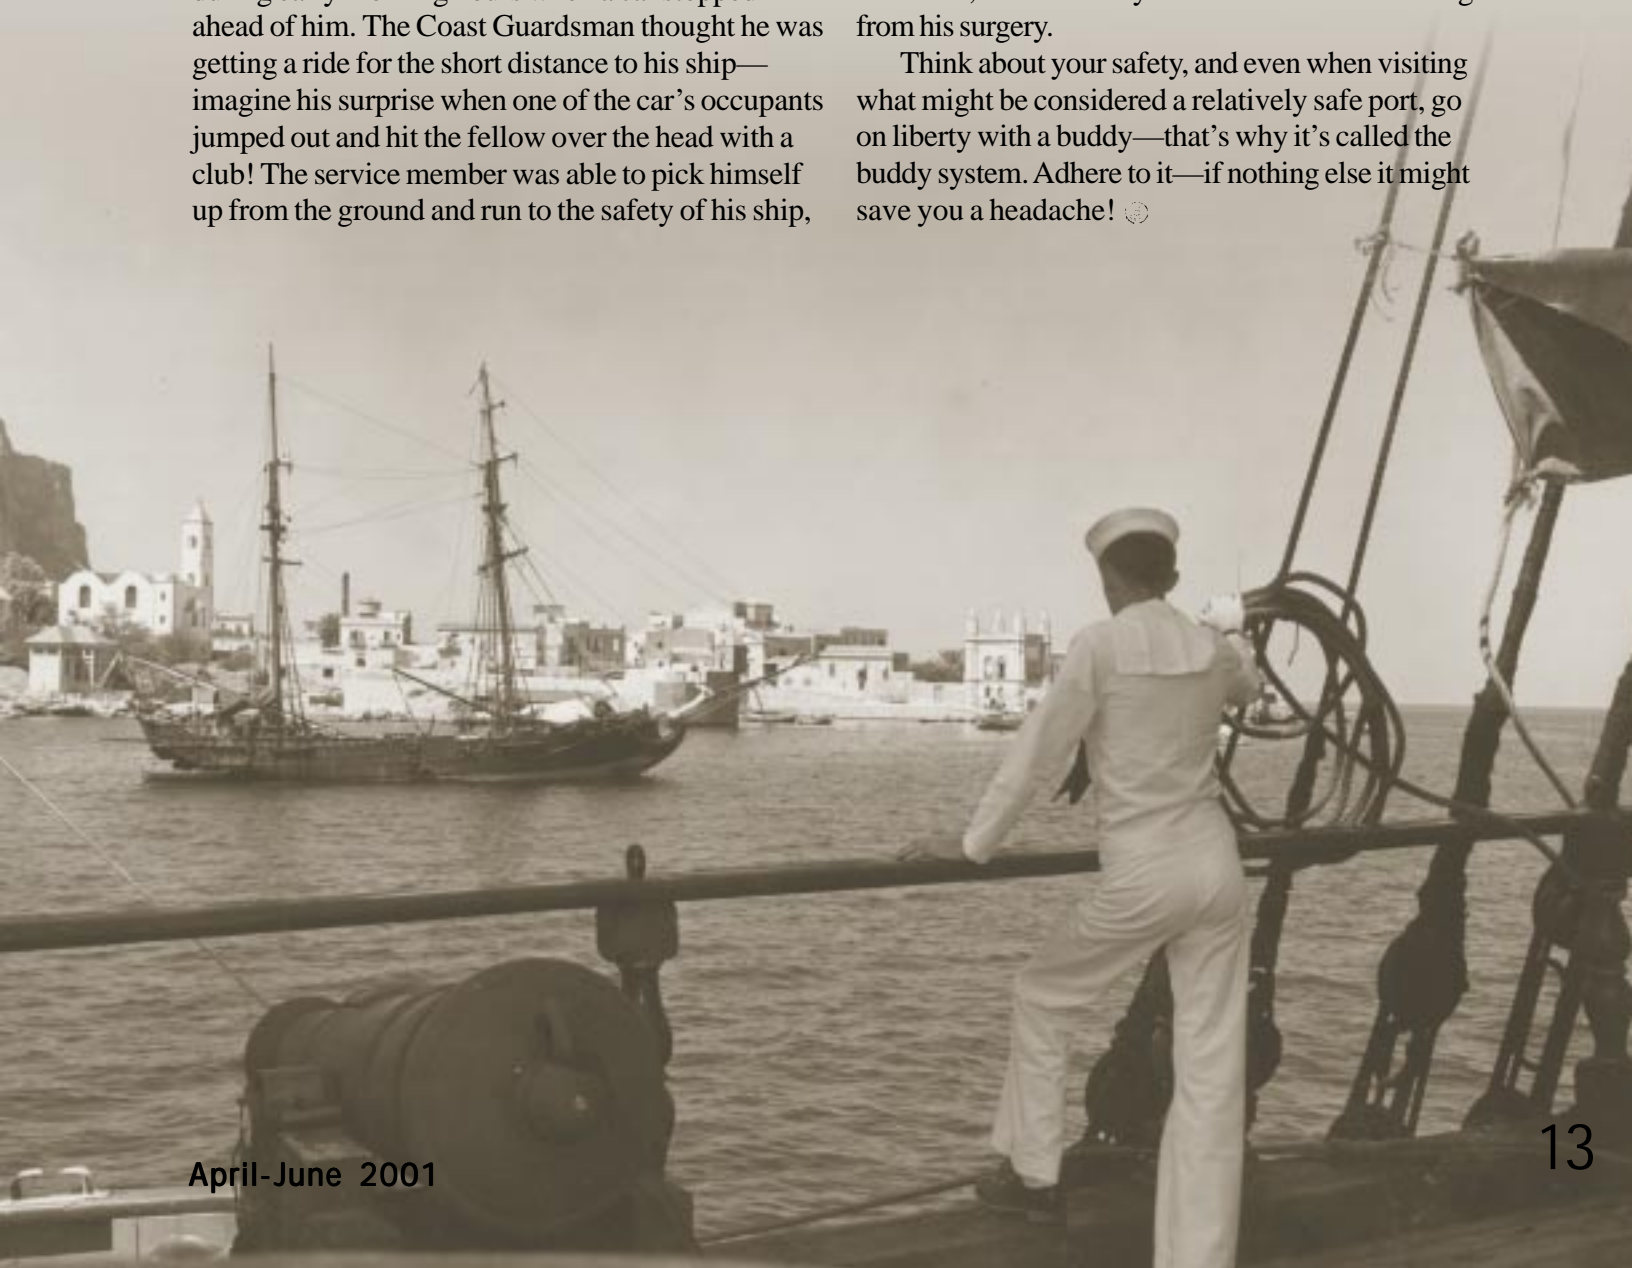 ahead of him. The Coast Guardsman thought he was
getting a ride for the short distance to his ship—
imagine his surprise when one of the car's occupants
jumped out and hit the fellow over the head with a
club! The service member was able to pick himself
up from the ground and run to the safety of his ship,
from his surgery.
Think about your safety, and even when visiting
what might be considered a relatively safe port, go
on liberty with a buddy—that's why it's called the
buddy system. Adhere to it—if nothing else it might
save you a headache!
April-June 2001
13